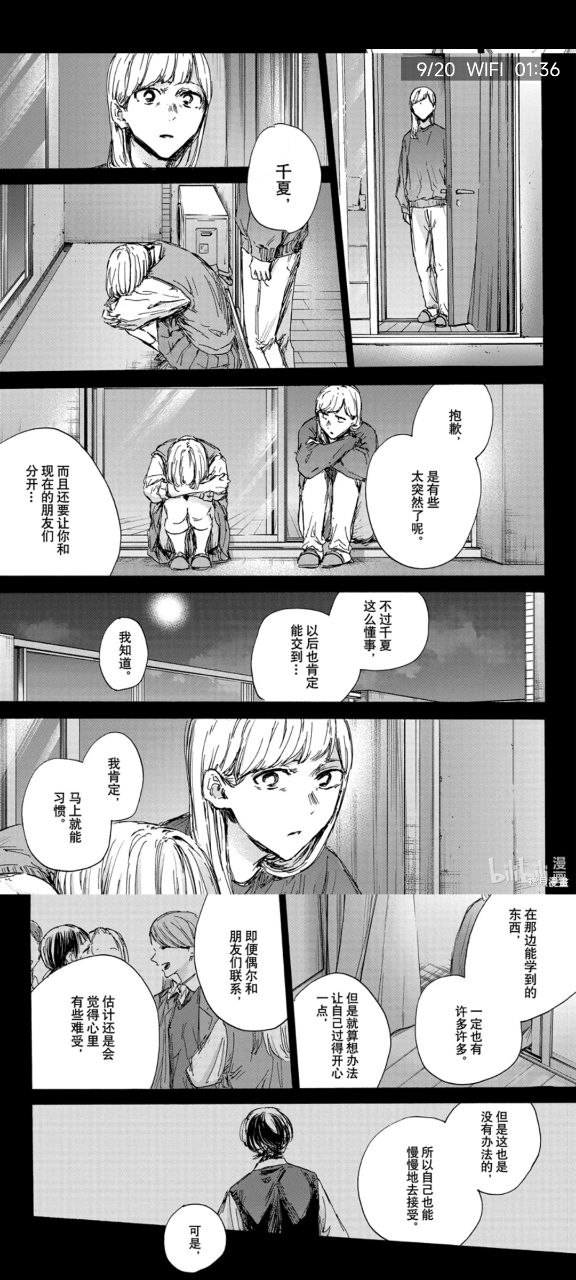 9/20 WIFI 01:36
千夏，
抱歉，
是有些
太突然了呢。
而且还要让你和
现在的朋友们
分开…
不过千夏
这么懂事，
以后也肯定
能交到…
我知道。
我肯定，
马上就能
习惯。
漫画
漫畫
在那边能学到的
东西，
一定也有
许多许多。
但是就算想办法
让自己过得开心
一点，
即便偶尔和
朋友们联系，
估计还是会
觉得心里
有些难受，
但是这也是
没有办法的，
所以自己也能
慢慢地去接受。
可是，